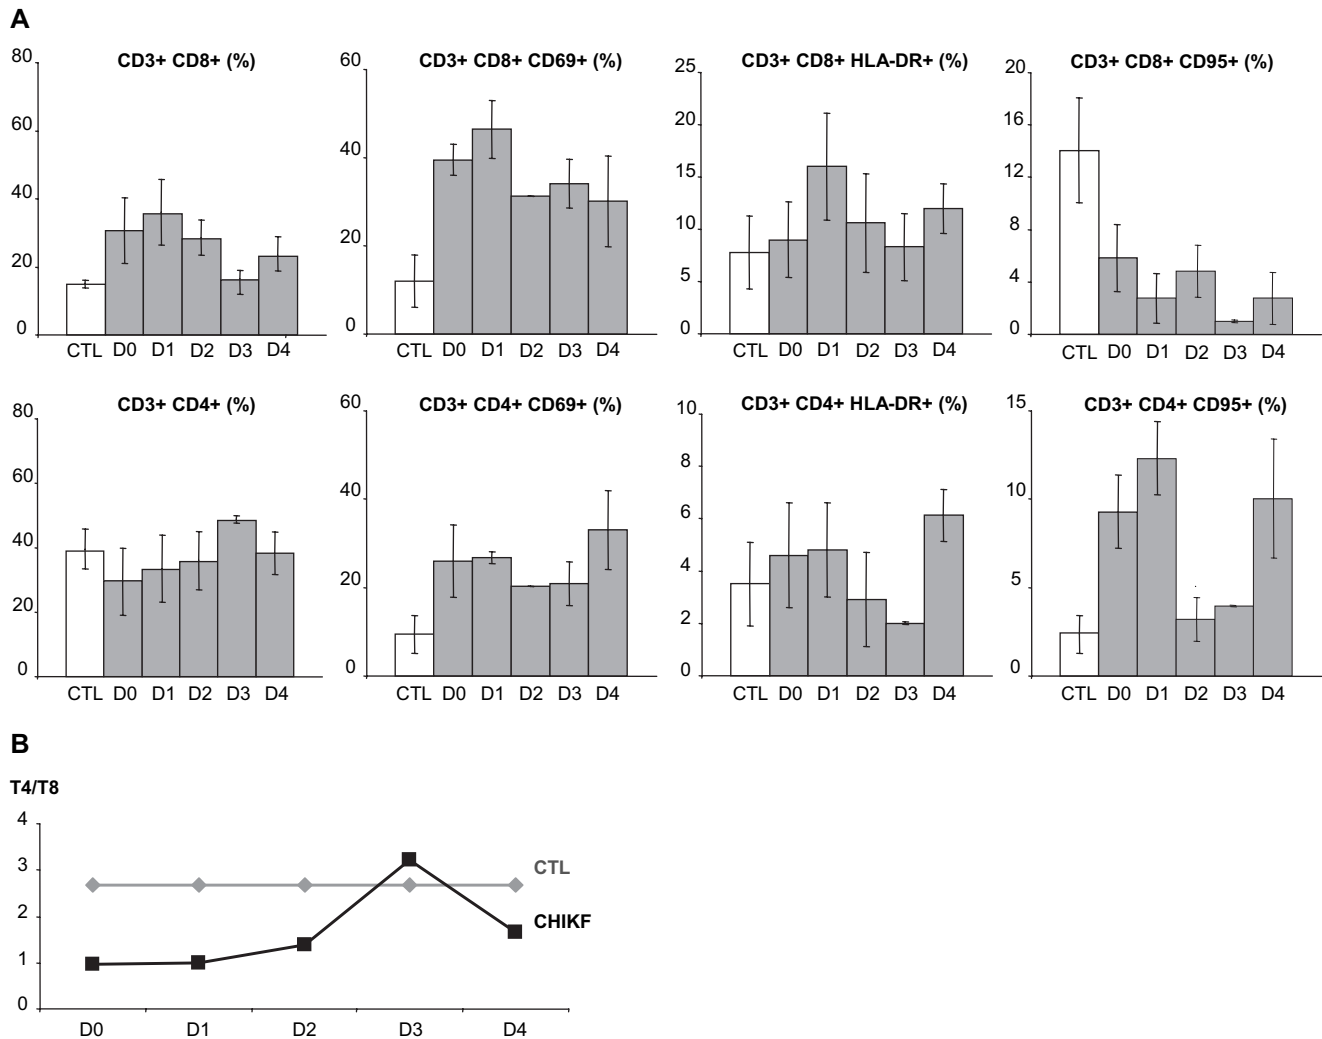 A
CD3+ CD8+ (%)
80
60
40
20
0
CTL D0 D1 D2 D3 D4
CD3+ CD8+ CD69+ (%)
60
40
20
0
CTL D0 D1 D2 D3 D4
CD3+ CD8+ HLA-DR+ (%)
25
20
15
10
5
0
CTL D0 D1 D2 D3 D4
CD3+ CD8+ CD95+ (%)
20
16
12
8
4
0
CTL D0 D1 D2 D3 D4
CD3+ CD4+ (%)
80
60
40
20
0
CTL D0 D1 D2 D3 D4
CD3+ CD4+ CD69+ (%)
60
40
20
0
CTL D0 D1 D2 D3 D4
CD3+ CD4+ HLA-DR+ (%)
10
8
6
4
2
0
CTL D0 D1 D2 D3 D4
CD3+ CD4+ CD95+ (%)
15
10
5
0
CTL D0 D1 D2 D3 D4
B
T4/T8
4
3
2
1
0
CTL
CHIKF
D0 D1 D2 D3 D4